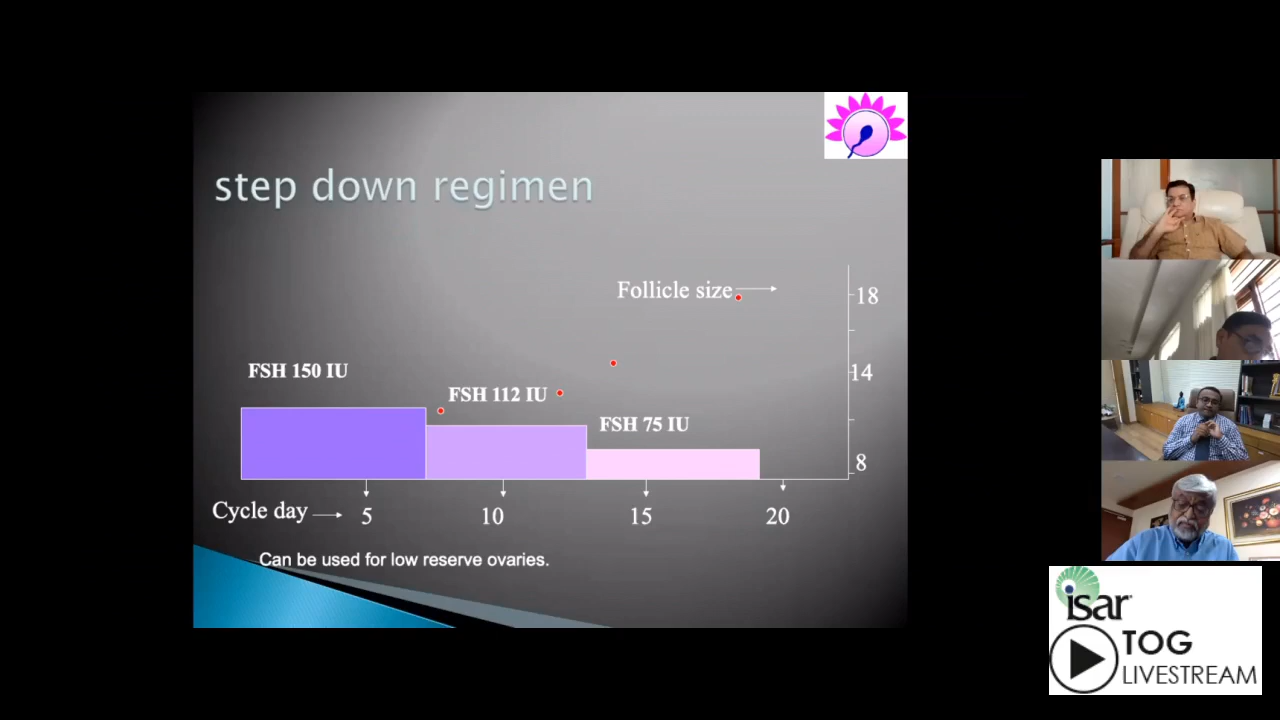 step down regimen
Follicle size
18
FSH 150 IU
14
FSH 112 IU
FSH 75 IU
8
Cycle day
5
10
15
20
Can be used for low reserve ovaries.
isar
TOG
LIVESTREAM